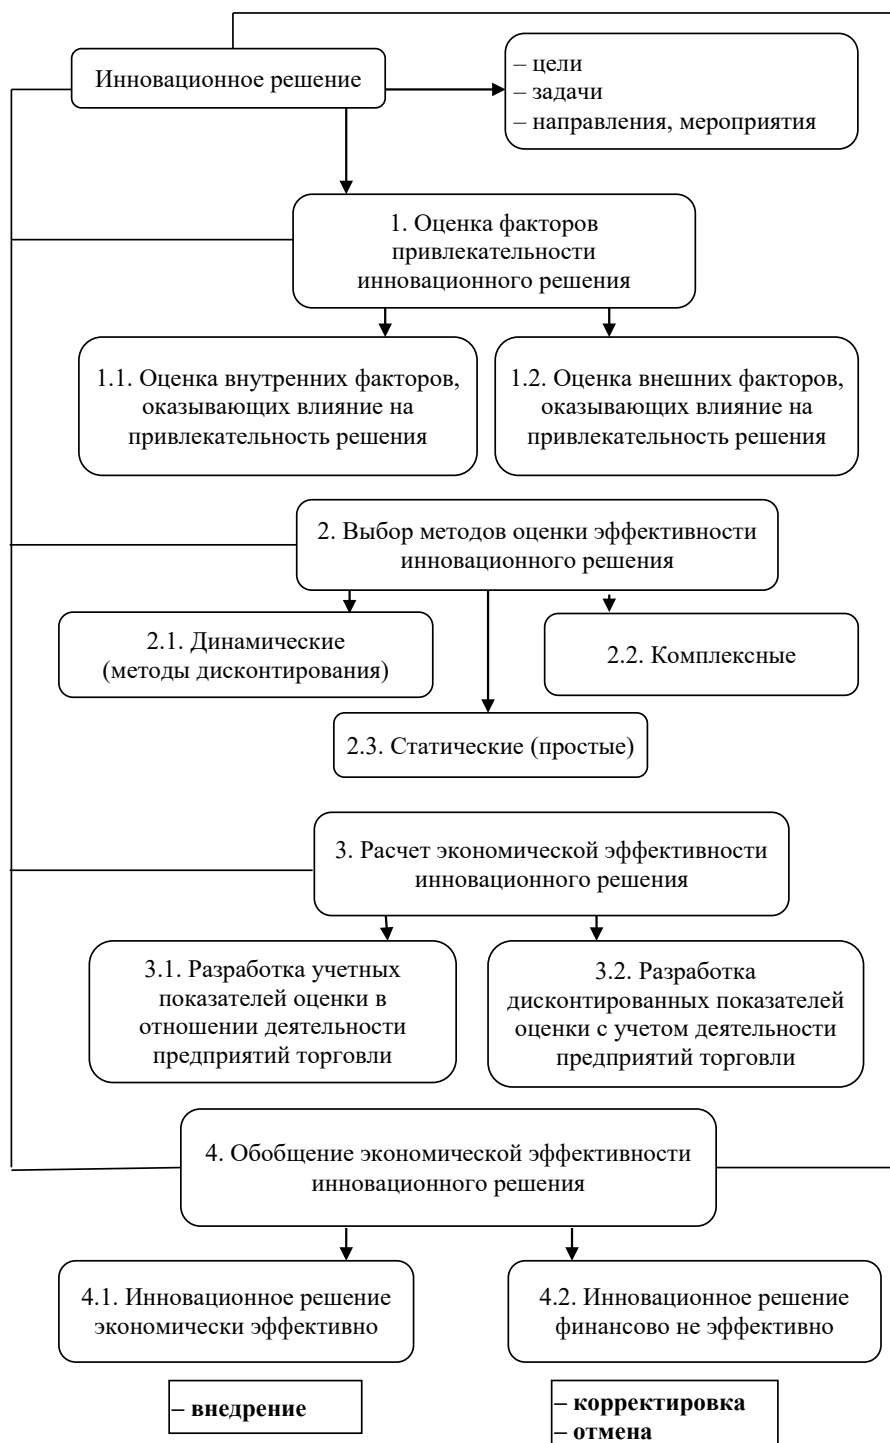 Инновационное решение
– цели
– задачи
– направления, мероприятия
1. Оценка факторов
привлекательности
инновационного решения
1.1. Оценка внутренних факторов,
оказывающих влияние на
привлекательность решения
1.2. Оценка внешних факторов,
оказывающих влияние на
привлекательность решения
2. Выбор методов оценки эффективности
инновационного решения
2.1. Динамические
(методы дисконтирования)
2.2. Комплексные
2.3. Статические (простые)
3. Расчет экономической эффективности
инновационного решения
3.1. Разработка учетных
показателей оценки в
отношении деятельности
предприятий торговли
3.2. Разработка
дисконтированных показателей
оценки с учетом деятельности
предприятий торговли
4. Обобщение экономической эффективности
инновационного решения
4.1. Инновационное решение
экономически эффективно
4.2. Инновационное решение
финансово не эффективно
– внедрение
– корректировка
– отмена